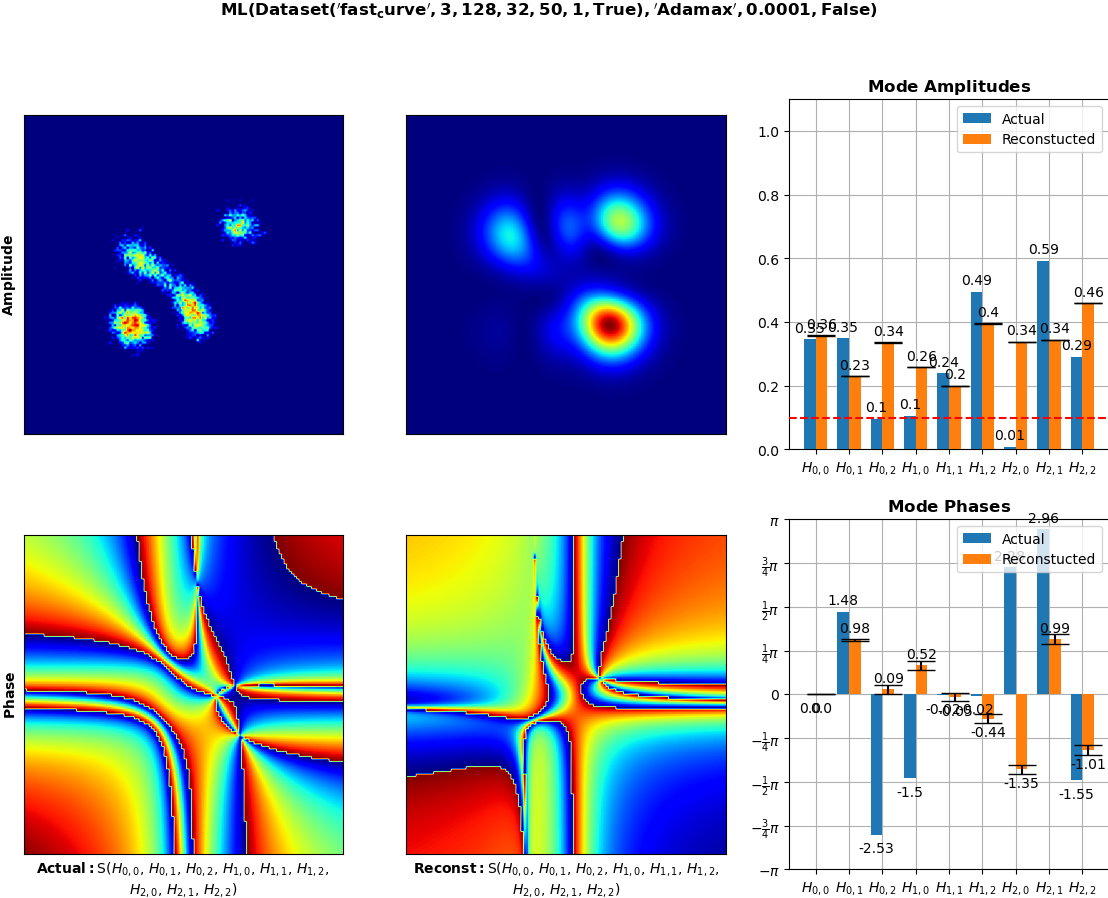 ML(Dataset('fast_curve', 3, 128, 32, 50, 1, True), 'Adamax', 0.0001, False)
Amplitude
Mode Amplitudes
Actual
Reconstucted
1.0
0.8
0.6
0.4
0.2
0.0
0.35
0.36
0.35
0.23
0.1
0.34
0.1
0.26
0.24
0.2
0.49
0.4
0.01
0.34
0.59
0.34
0.29
0.46
H0,0 H0,1 H0,2 H1,0 H1,1 H1,2 H2,0 H2,1 H2,2
Phase
Mode Phases
Actual
Reconstucted
π
3/4π
1/2π
1/4π
0
−1/4π
−1/2π
−3/4π
−π
0.0
0.0
1.48
0.98
-2.53
0.09
-1.5
0.52
-0.02
-0.05
-0.02
-0.44
-1.35
2.96
0.99
-1.55
-1.01
H0,0 H0,1 H0,2 H1,0 H1,1 H1,2 H2,0 H2,1 H2,2
Actual: S(H0,0, H0,1, H0,2, H1,0, H1,1, H1,2,
H2,0, H2,1, H2,2)
Reconst: S(H0,0, H0,1, H0,2, H1,0, H1,1, H1,2,
H2,0, H2,1, H2,2)